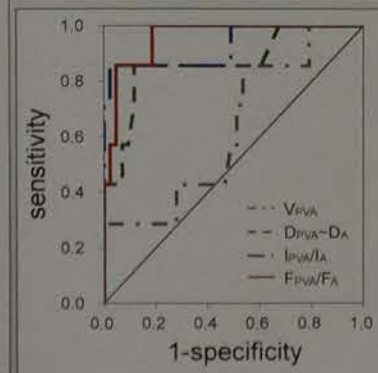 1.0
0.8
0.6
0.4
0.2
0.0
sensitivity
VPVA
DPVA~DA
IPVA/IA
FPVA/FA
0.0 0.2 0.4 0.6 0.8 1.0
1-specificity